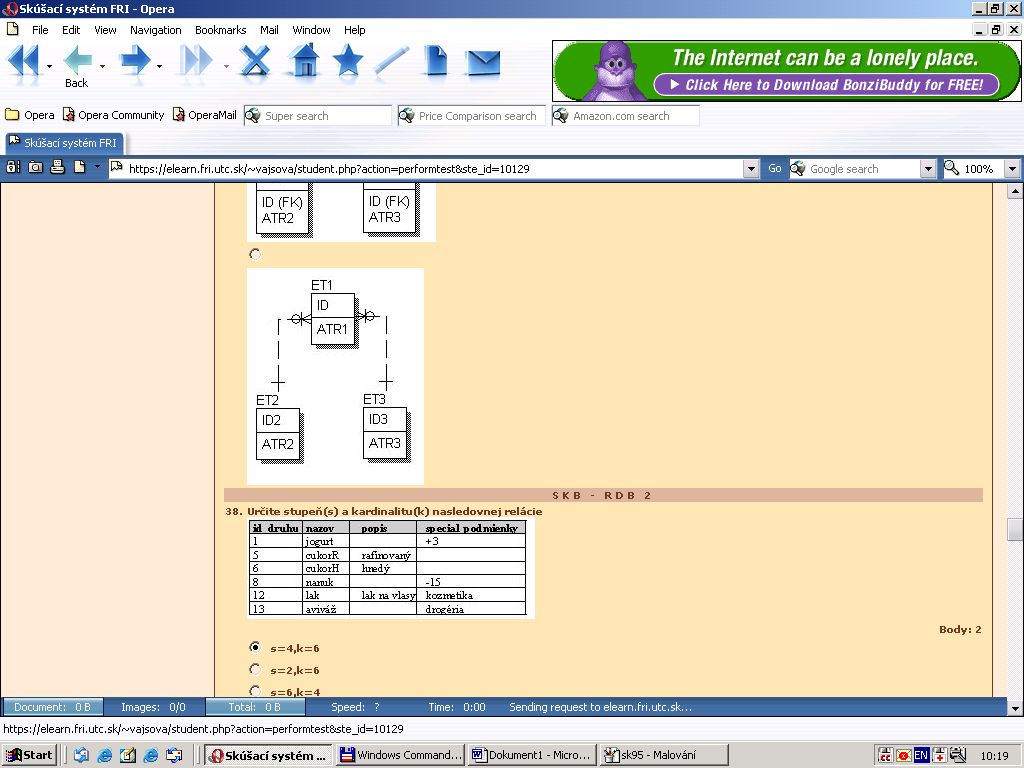 Skúšací systém FRI - Opera
File Edit View Navigation Bookmarks Mail Window Help
Back
The Internet can be a lonely place.
Click Here to Download BonziBuddy for FREE!
Opera Opera Community OperaMail Super search Price Comparison search Amazon.com search
Skúšací systém FRI
https://elearn.fri.utc.sk/~vajsova/student.php?action=performtest&ste_id=10129 Go Google search 100%
ID (FK) ID (FK)
ATR2 ATR3
ET1
ID
ATR1
ET2 ET3
ID2 ID3
ATR2 ATR3
SKB - RDB 2
38. Určite stupeň(s) a kardinalitu(k) nasledovnej relácie
id_druhu nazov popis special podmienky
1 jogurt +3
5 cukorR rafinovaný
6 cukorH hnedý
8 nanuk -15
12 lak lak na vlasy kozmetika
13 aviváž drogéria
Body: 2
s=4,k=6
s=2,k=6
s=6,k=4
Document: 0 B Images: 0/0 Total: 0 B Speed: ? Time: 0:00 Sending request to elearn.fri.utc.sk...
https://elearn.fri.utc.sk/~vajsova/student.php?action=performtest&ste_id=10129
Start Skúšací systém ... Windows Command... Dokument1 - Micro... sk95 - Malování EN 10:19